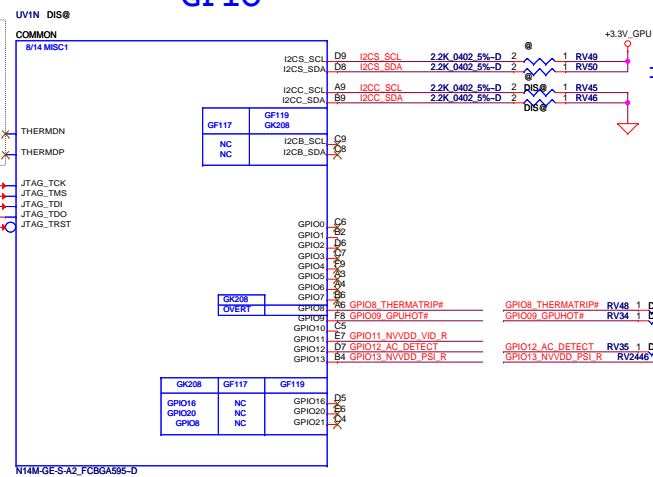 GPIO
UV1N DIS@
COMMON
8/14 MISC1
+3.3V_GPU
I2CS_SCL D9 I2CS_SCL 2.2K_0402_5%~D 2 @ 1 RV49
I2CS_SDA D8 I2CS_SDA 2.2K_0402_5%~D 2 @ 1 RV50
I2CC_SCL A9 I2CC_SCL 2.2K_0402_5%~D 2 DIS@ 1 RV45
I2CC_SDA B9 I2CC_SDA 2.2K_0402_5%~D 2 DIS@ 1 RV46
GF117 GF119 GK208
NC I2CB_SCL C9
NC I2CB_SDA C8
THERMDN
THERMDP
JTAG_TCK
JTAG_TMS
JTAG_TDI
JTAG_TDO
JTAG_TRST
GPIO0 C6
GPIO1 B2
GPIO2 D6
GPIO3 C7
GPIO4 F9
GPIO5 A3
GPIO6 A4
GPIO7 B6
GK208
OVERT
GPIO8 A6 GPIO8_THERMATRIP# GPIO8_THERMATRIP# RV48 1
GPIO9 F8 GPIO09_GPUHOT# GPIO09_GPUHOT# RV34 1
GPIO10 C5
GPIO11 E7 GPIO11_NVVDD_VID_R
GPIO12 D7 GPIO12_AC_DETECT GPIO12_AC_DETECT RV35 1
GPIO13 B4 GPIO13_NVVDD_PSI_R GPIO13_NVVDD_PSI_R RV2446
GK208 GF117 GF119
GPIO16 NC GPIO16 D5
GPIO20 NC GPIO20 E6
GPIO8 NC GPIO21 C4
N14M-GE-S-A2_FCBGA595~D